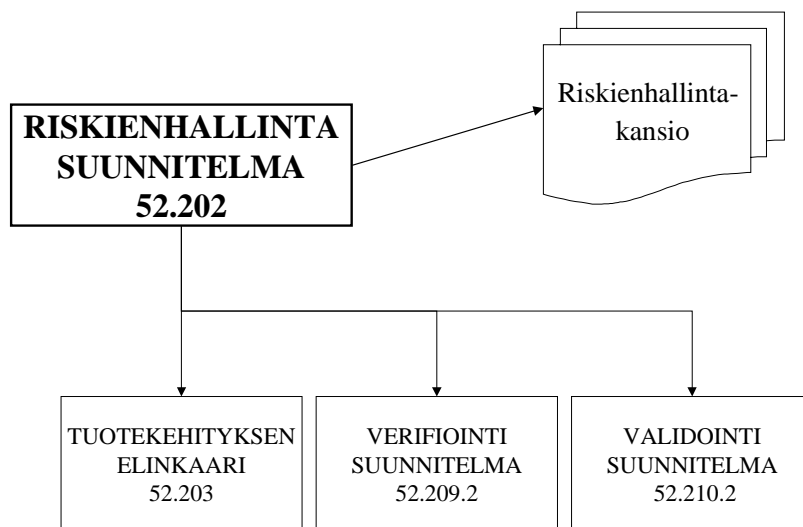 RISKIENHALLINTA
SUUNNITELMA
52.202
Riskienhallinta-
kansio
TUOTEKEHITYKSEN
ELINKAARI
52.203
VERIFIOINTI
SUUNNITELMA
52.209.2
VALIDOINTI
SUUNNITELMA
52.210.2